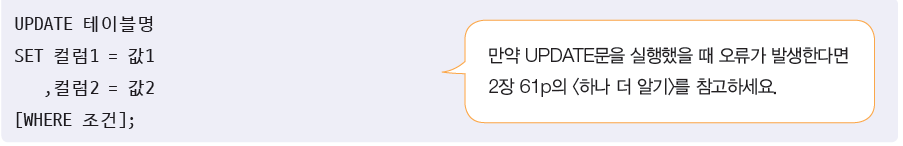 UPDATE 테이블명
SET 컬럼1 = 값1
,컬럼2 = 값2
[WHERE 조건];
만약 UPDATE문을 실행했을 때 오류가 발생한다면
2장 61p의 <하나 더 알기>를 참고하세요.